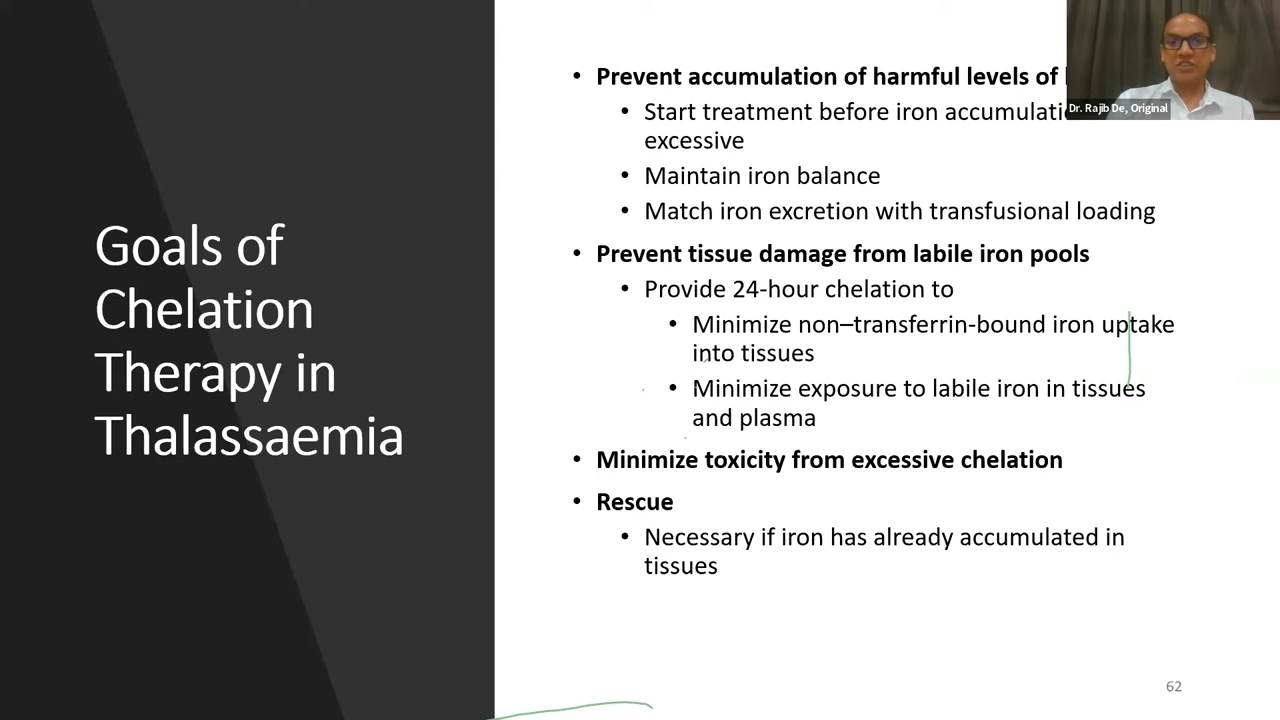 Goals of
Chelation
Therapy in
Thalassaemia
• Prevent accumulation of harmful levels of
• Start treatment before iron
excessive
• Maintain iron balance
• Match iron excretion with transfusional loading
• Prevent tissue damage from labile iron pools
• Provide 24-hour chelation to
• Minimize non–transferrin-bound iron uptake
into tissues
• Minimize exposure to labile iron in tissues
and plasma
• Minimize toxicity from excessive chelation
• Rescue
• Necessary if iron has already accumulated in
tissues
Dr. Rajib De, Original
62